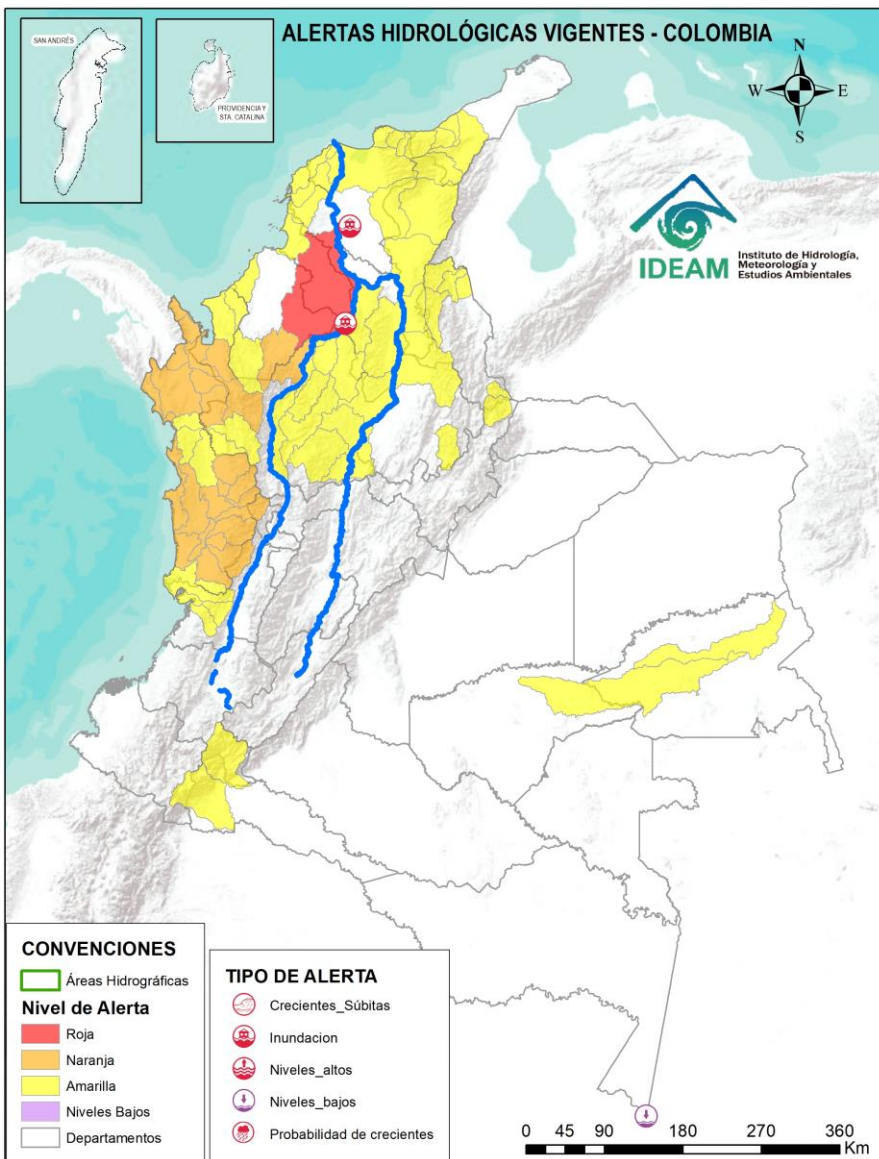 ALERTAS HIDROLÓGICAS VIGENTES - COLOMBIA
SAN ANDRÉS
PROVIDENCIA Y
STA. CATALINA
N
W
E
S
IDEAM
Instituto de Hidrología,
Meteorología y
Estudios Ambientales
CONVENCIONES
Áreas Hidrográficas
Nivel de Alerta
Roja
Naranja
Amarilla
Niveles Bajos
Departamentos
TIPO DE ALERTA
Crecientes_Súbitas
Inundacion
Niveles_altos
Niveles_bajos
Probabilidad de crecientes
0 45 90 180 270 360
Km